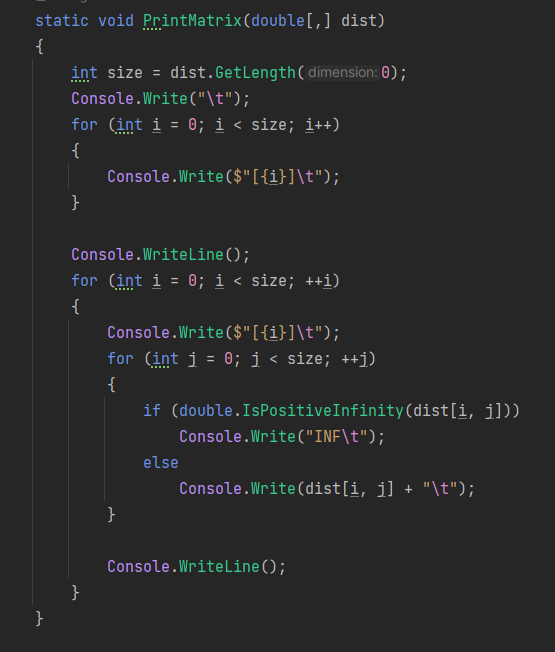 static void PrintMatrix(double[,] dist)
{
    int size = dist.GetLength( dimension: 0);
    Console.Write("\t");
    for (int i = 0; i < size; i++)
    {
        Console.Write($"[{i}]\t");
    }

    Console.WriteLine();
    for (int i = 0; i < size; ++i)
    {
        Console.Write($"[{i}]\t");
        for (int j = 0; j < size; ++j)
        {
            if (double.IsPositiveInfinity(dist[i, j]))
                Console.Write("INF\t");
            else
                Console.Write(dist[i, j] + "\t");
        }

        Console.WriteLine();
    }
}